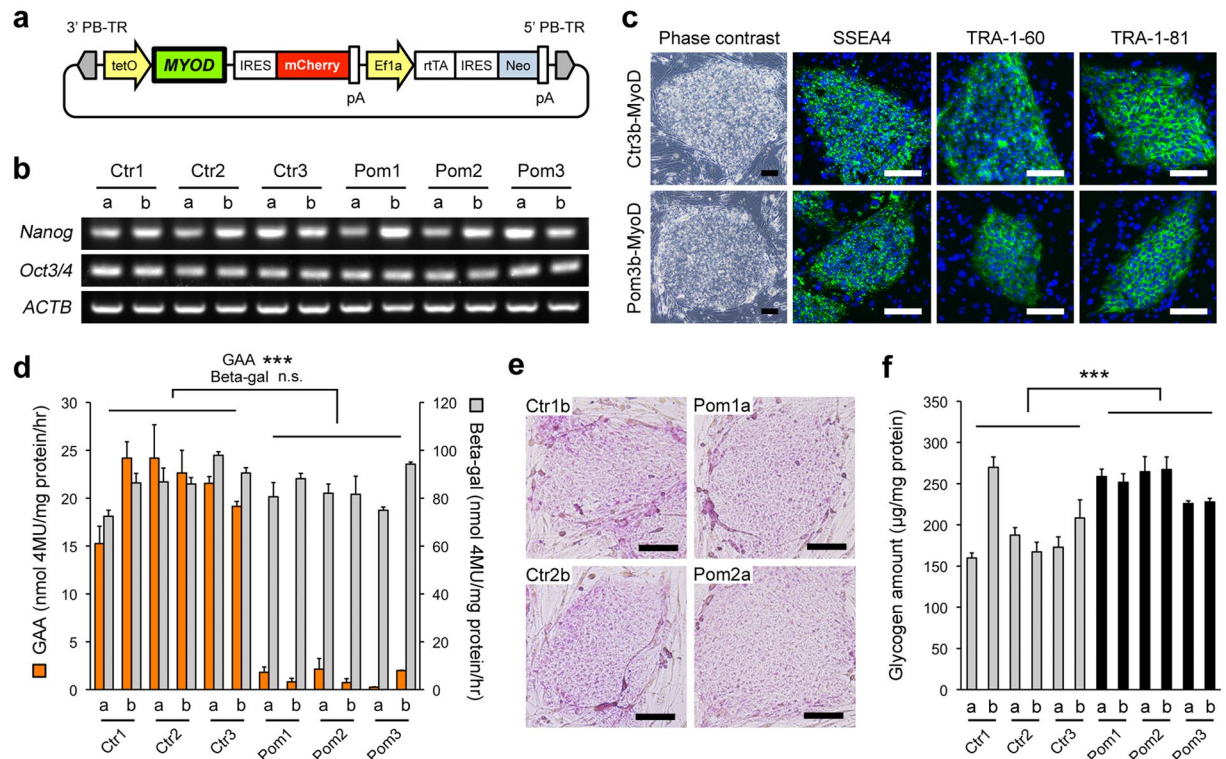 a
3' PB-TR 5' PB-TR
tetO MYOD IRES mCherry Ef1a rtTA IRES Neo
pA pA
b
Ctr1 Ctr2 Ctr3 Pom1 Pom2 Pom3
a b a b a b a b a b a b
Nanog
Oct3/4
ACTB
c
Phase contrast SSEA4 TRA-1-60 TRA-1-81
Ctr3b-MyoD
Pom3b-MyoD
d
GAA ***
Beta-gal n.s.
GAA (nmol 4MU/mg protein/hr)
30
25
20
15
10
5
0
120
100
80
60
40
20
0
Beta-gal (nmol 4MU/mg protein/hr)
a b a b a b a b a b a b
Ctr1 Ctr2 Ctr3 Pom1 Pom2 Pom3
e
Ctr1b Pom1a
Ctr2b Pom2a
f
***
Glycogen amount (µg/mg protein)
350
300
250
200
150
100
50
0
a b a b a b a b a b a b
Ctr1 Ctr2 Ctr3 Pom1 Pom2 Pom3